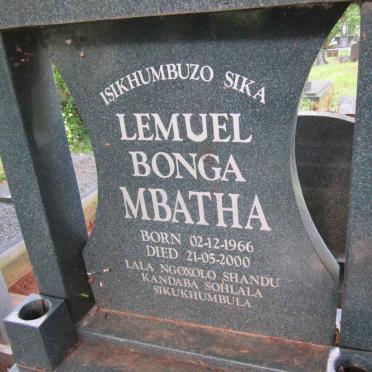 ISIKHUMBUZO SIKA
LEMUEL
BONGA
MBATHA
BORN 02-12-1966
DIED 21-05-2000
LALA NGOXOLO SHANDU
KANDABA SOHLALA
SIKUKHUMBULA